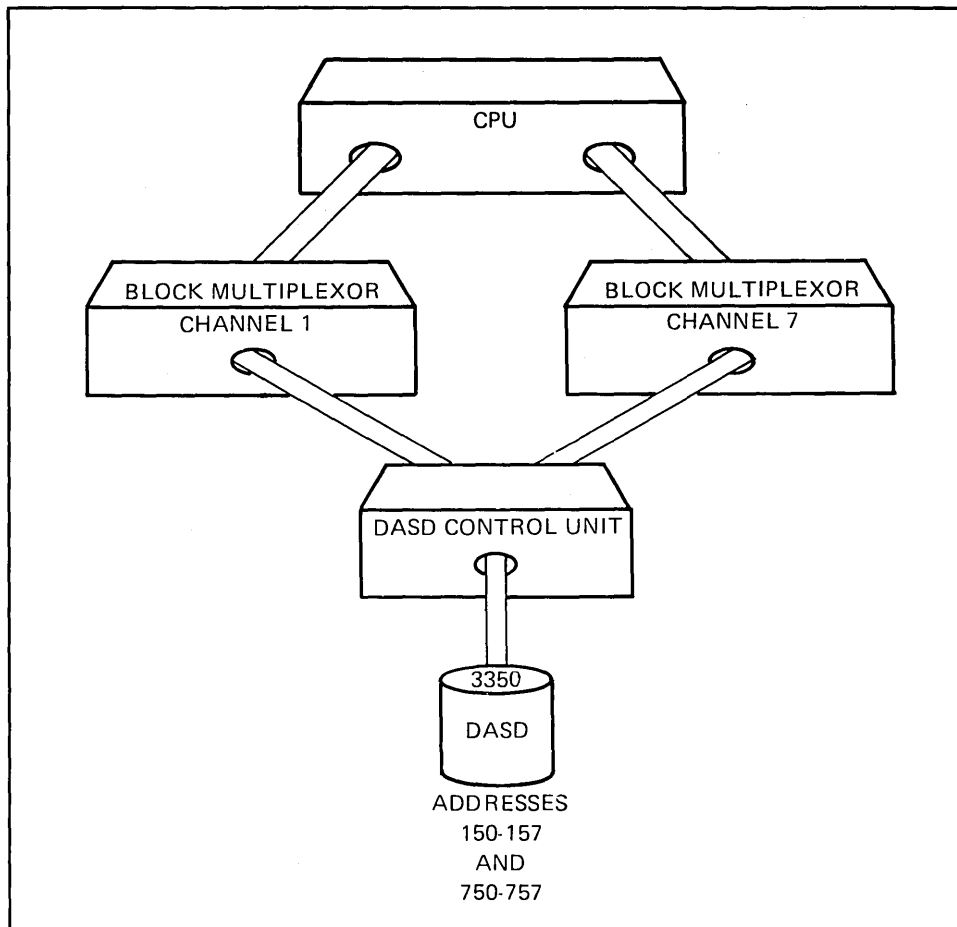 CPU
BLOCK MULTIPLEXOR
CHANNEL 1
BLOCK MULTIPLEXOR
CHANNEL 7
DASD CONTROL UNIT
3350
DASD
ADDRESSES
150-157
AND
750-757